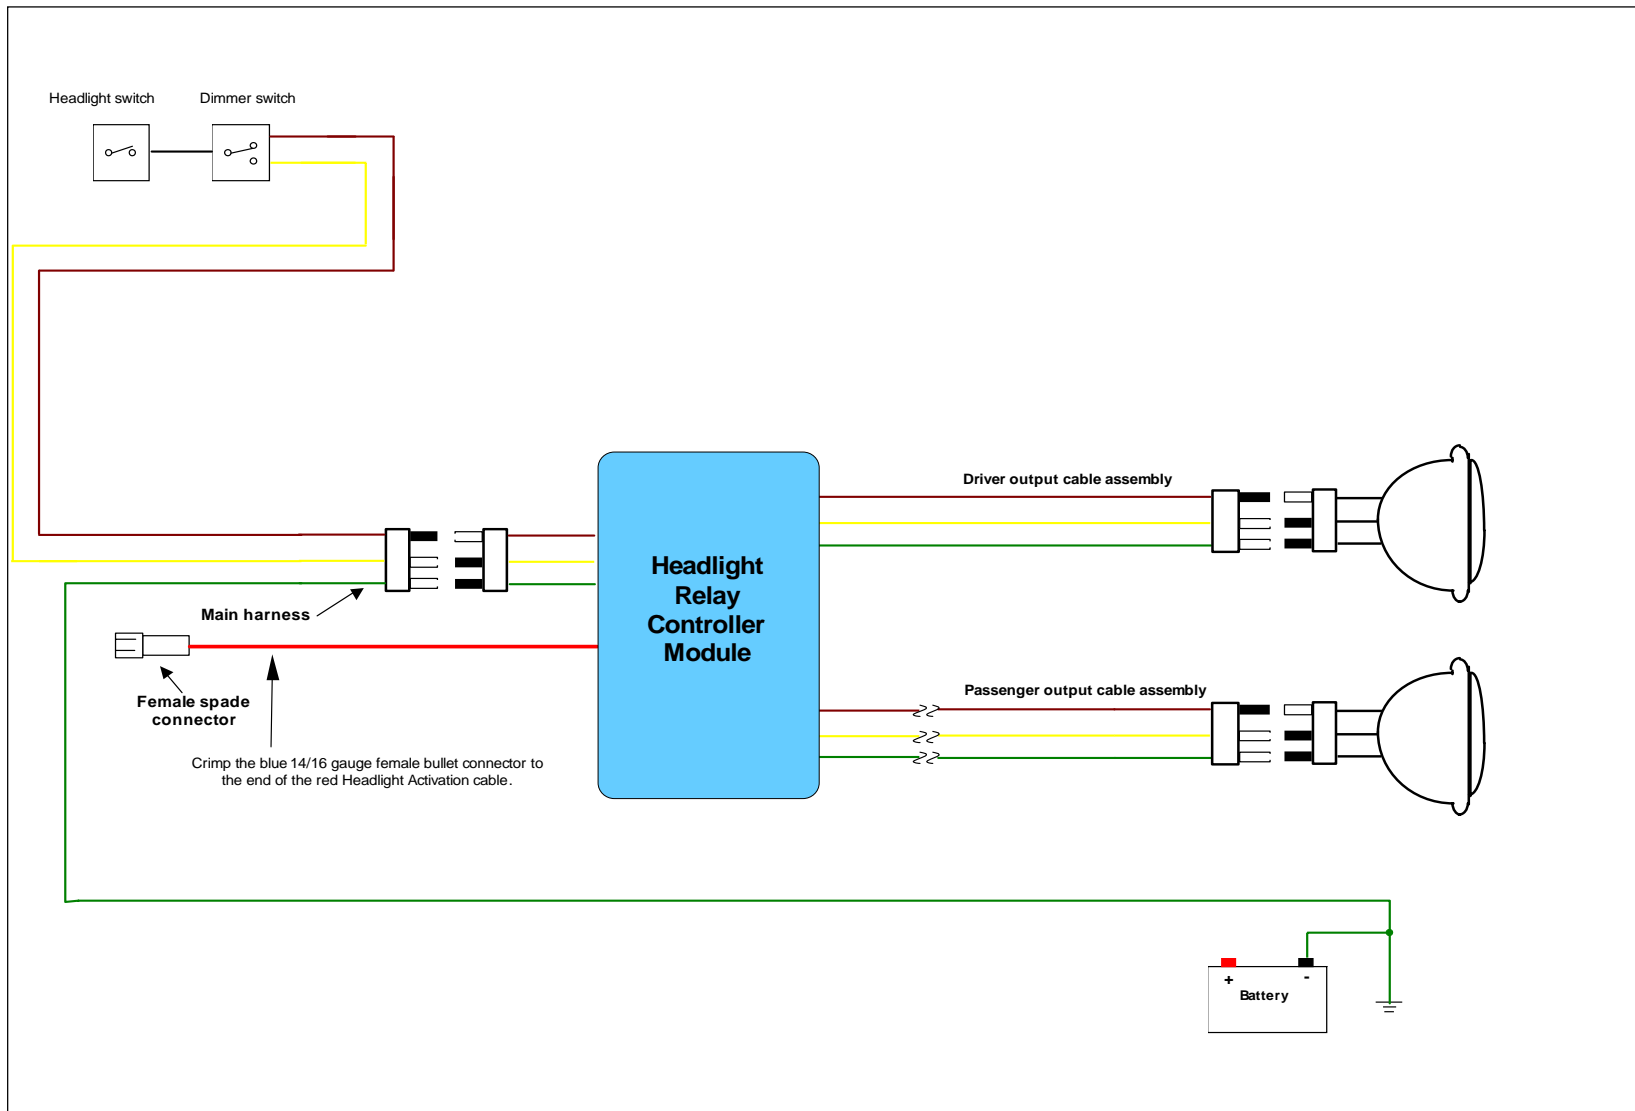 Headlight switch
Dimmer switch
Driver output cable assembly
Headlight
Relay
Controller
Module
Main harness
Female spade
connector
Passenger output cable assembly
Crimp the blue 14/16 gauge female bullet connector to
the end of the red Headlight Activation cable.
+ -
Battery